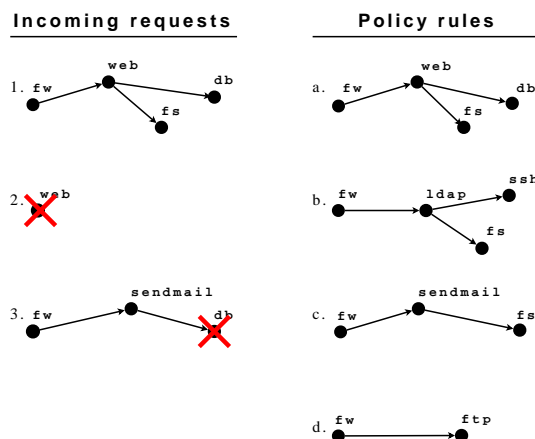 Incoming requests
Policy rules
1. fw web db fs
a. fw web db fs
2. web
b. fw ldap ssh fs
3. fw sendmail db
c. fw sendmail fs
d. fw ftp